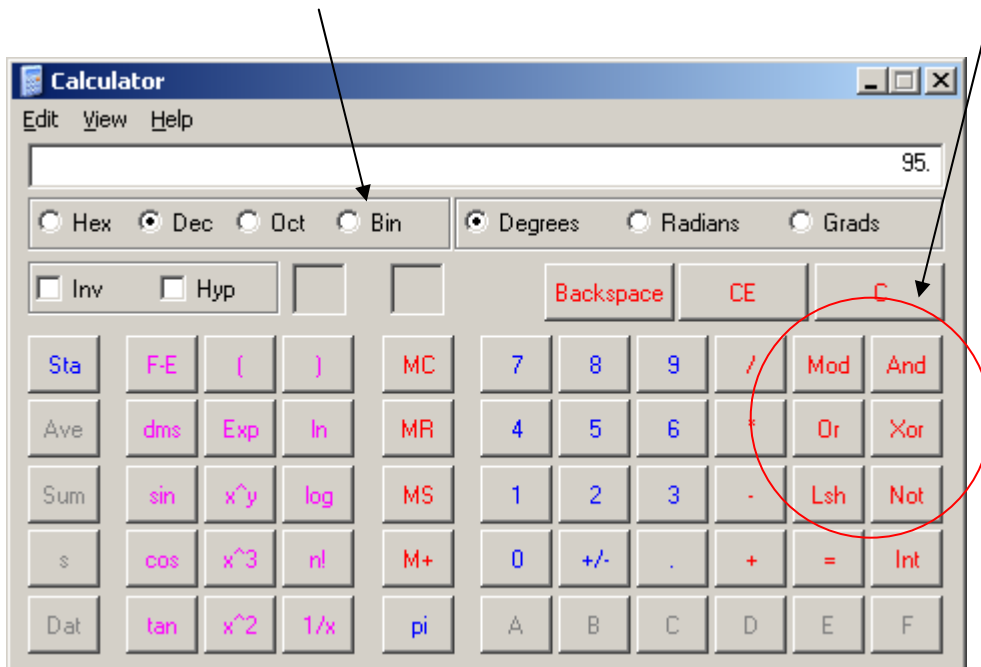 Calculator
Edit View Help
95.
Hex Dec Oct Bin Degrees Radians Grads
Inv Hyp Backspace CE C
Sta F-E ( ) MC 7 8 9 / Mod And
Ave dms Exp ln MR 4 5 6 * Or Xor
Sum sin x^y log MS 1 2 3 - Lsh Not
s cos x^3 n! M+ 0 +/- . + = Int
Dat tan x^2 1/x pi A B C D E F